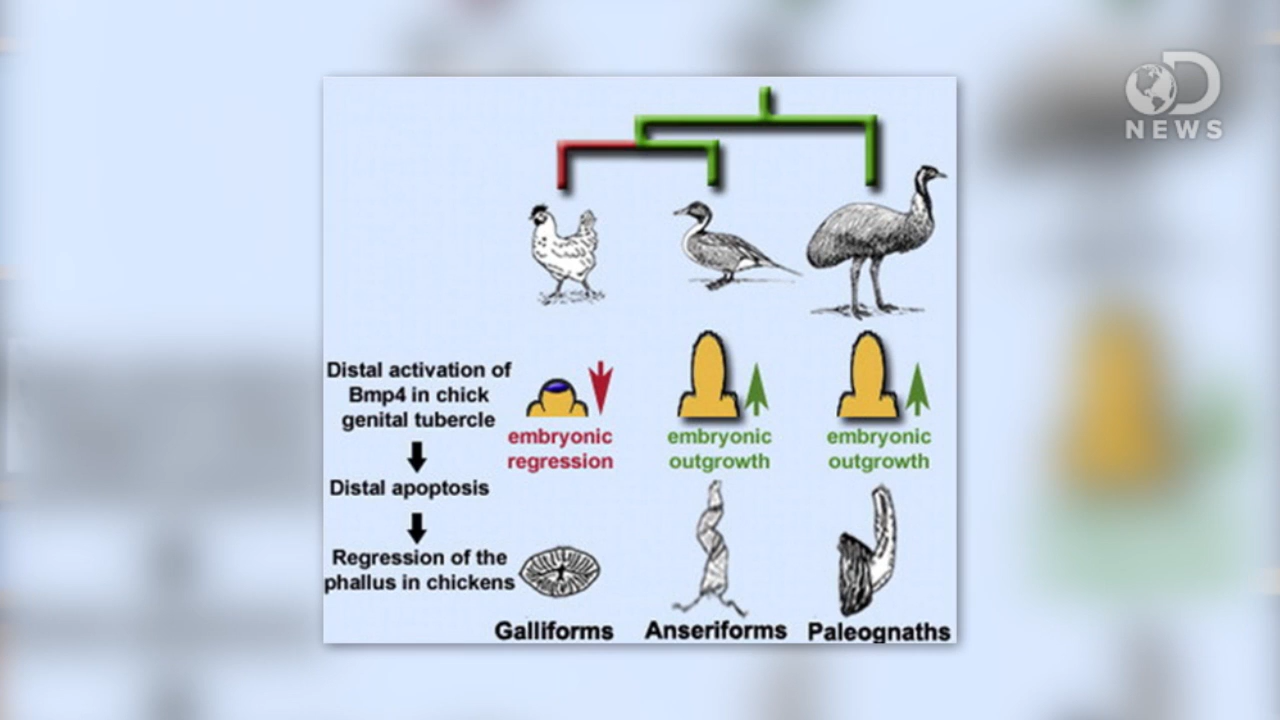 D
NEWS
Distal activation of
Bmp4 in chick
genital tubercle
embryonic
regression
embryonic
outgrowth
embryonic
outgrowth
Distal apoptosis
Regression of the
phallus in chickens
Galliforms
Anseriforms
Paleognaths